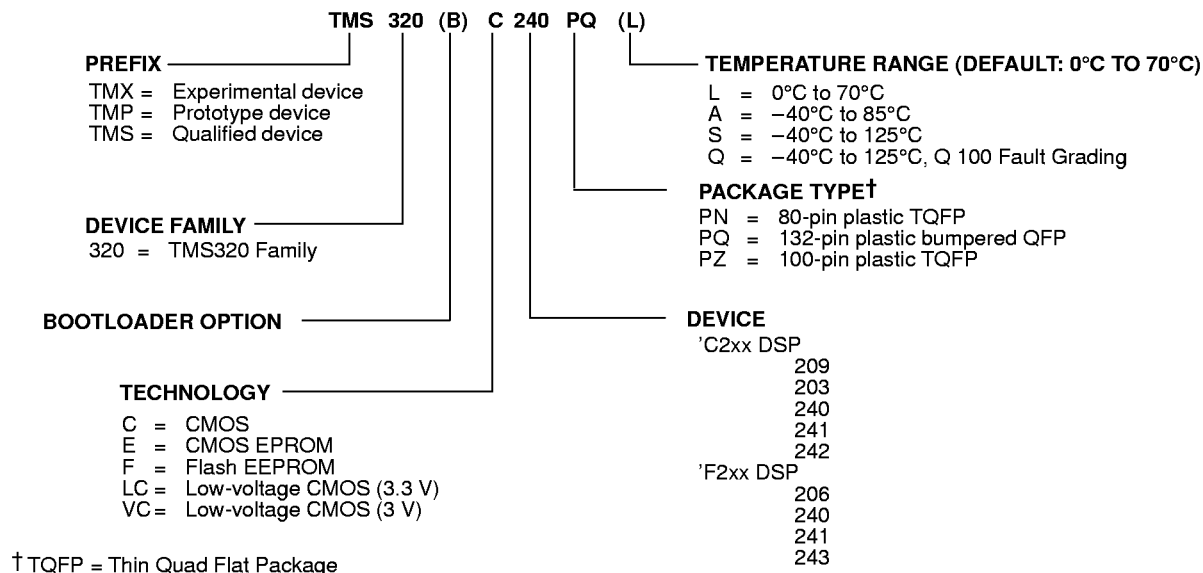 TMS 320 (B) C 240 PQ (L)
PREFIX
TMX = Experimental device
TMP = Prototype device
TMS = Qualified device
DEVICE FAMILY
320 = TMS320 Family
BOOTLOADER OPTION
TECHNOLOGY
C = CMOS
E = CMOS EPROM
F = Flash EEPROM
LC = Low-voltage CMOS (3.3 V)
VC = Low-voltage CMOS (3 V)
TEMPERATURE RANGE (DEFAULT: 0°C TO 70°C)
L = 0°C to 70°C
A = −40°C to 85°C
S = −40°C to 125°C
Q = −40°C to 125°C, Q 100 Fault Grading
PACKAGE TYPE†
PN = 80-pin plastic TQFP
PQ = 132-pin plastic bumpered QFP
PZ = 100-pin plastic TQFP
DEVICE
'C2xx DSP
209
203
240
241
242
'F2xx DSP
206
240
241
243
† TQFP = Thin Quad Flat Package